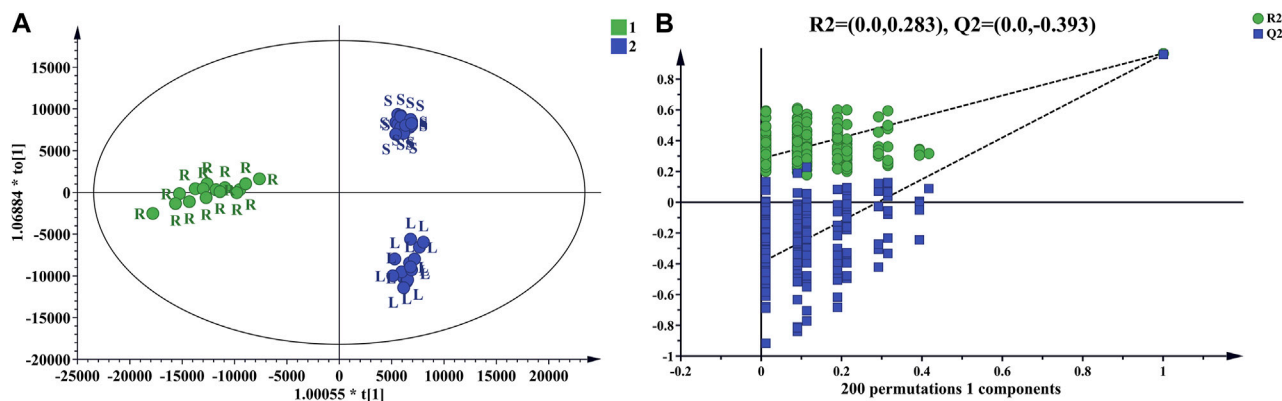 A
1
2
1.06884 * to[1]
15000
10000
5000
0
-5000
-10000
-15000
-20000
S S S S
S S
S S S
S S S
R R R R
R R R
R R R R R R R
L L
L L L
L L L
L L
L L L L
-25000 -20000 -15000 -10000 -5000 0 5000 10000 15000 20000
1.00055 * t[1]
B
R2=(0.0,0.283), Q2=(0.0,-0.393)
R2
Q2
0.8
0.6
0.4
0.2
0
-0.2
-0.4
-0.6
-0.8
-1
-0.2 0 0.2 0.4 0.6 0.8 1
200 permutations 1 components